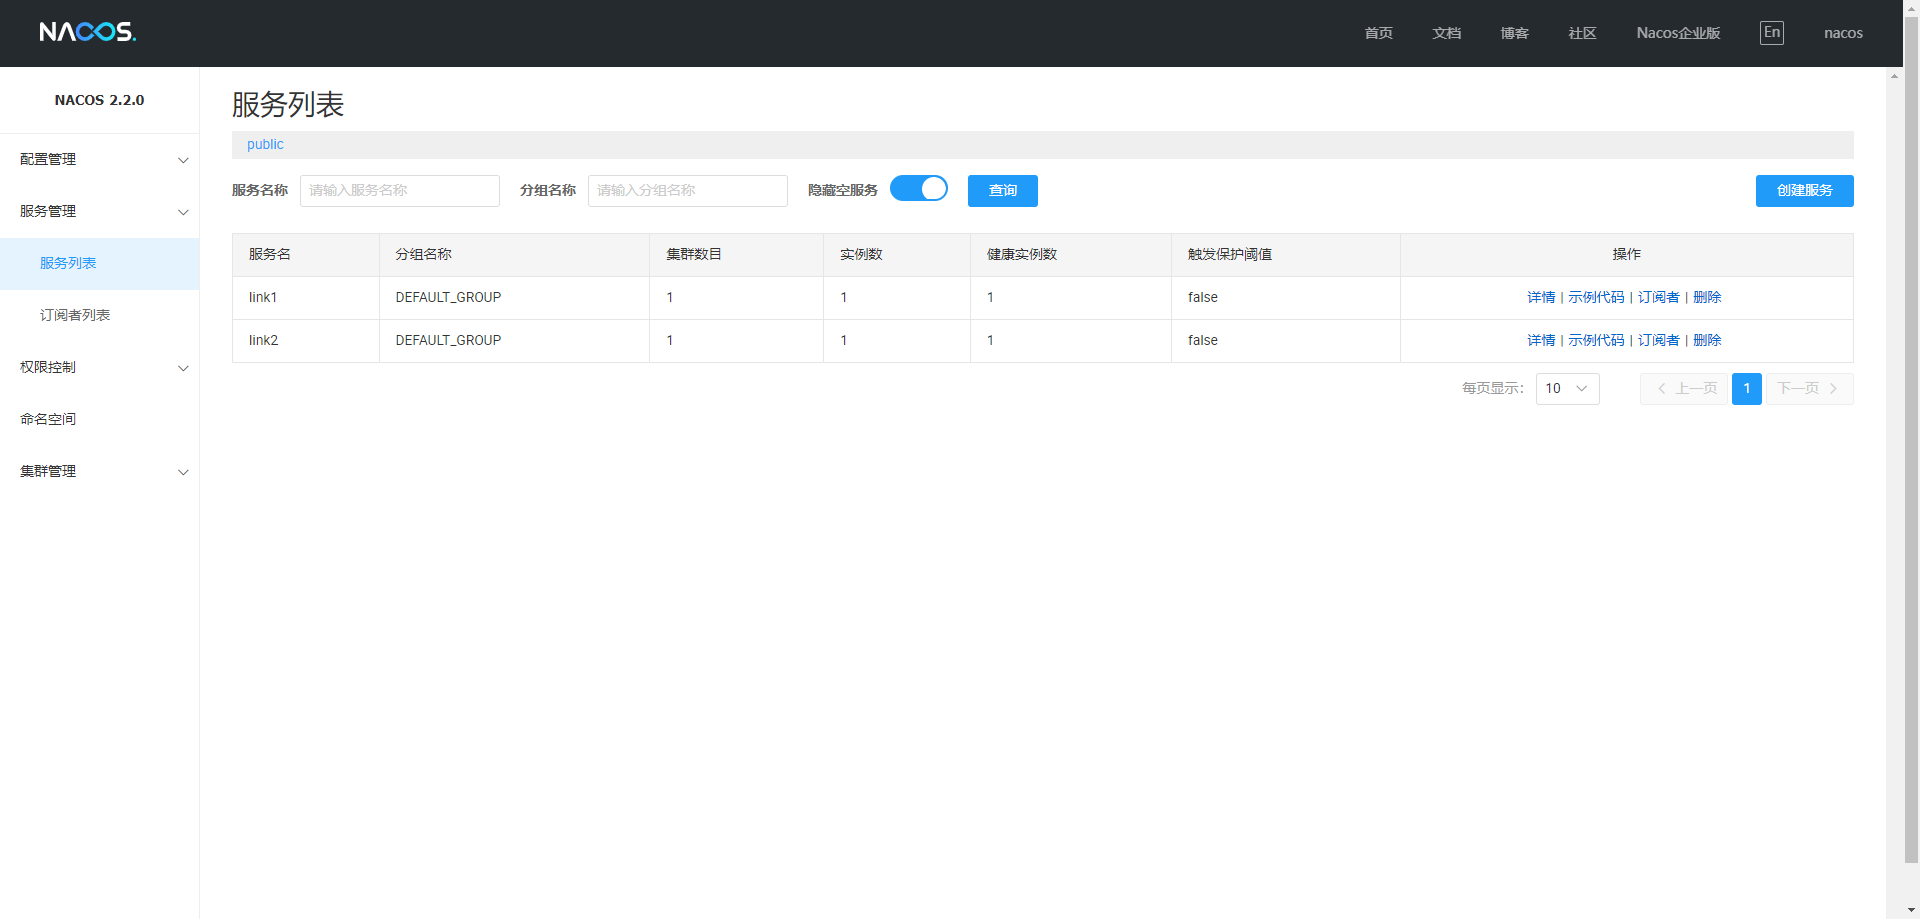 NACOS.
首页 文档 博客 社区 Nacos企业版 En nacos
NACOS 2.2.0
配置管理
服务管理
服务列表
订阅者列表
权限控制
命名空间
集群管理
服务列表
public
服务名称 请输入服务名称 分组名称 请输入分组名称 隐藏空服务 查询 创建服务
服务名 分组名称 集群数目 实例数 健康实例数 触发保护阈值 操作
link1 DEFAULT_GROUP 1 1 1 false 详情 | 示例代码 | 订阅者 | 删除
link2 DEFAULT_GROUP 1 1 1 false 详情 | 示例代码 | 订阅者 | 删除
每页显示: 10 上一页 1 下一页